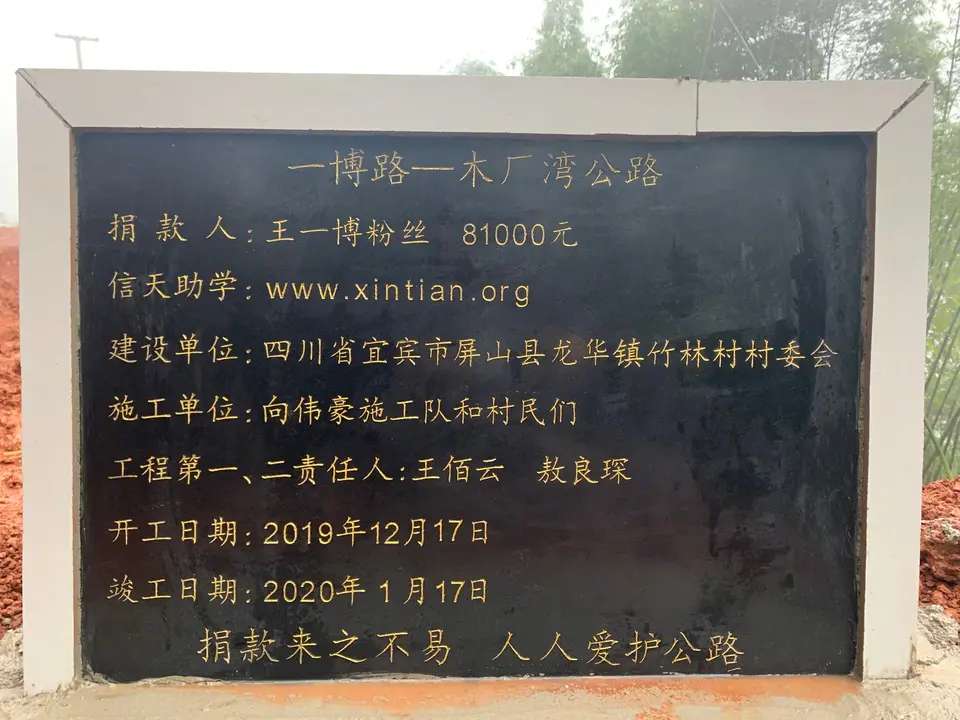 一博路—木厂湾公路
捐款人:王一博粉丝 81000元
信天助学:www.xintian.org
建设单位:四川省宜宾市屏山县龙华镇竹林村村委会
施工单位:向伟豪施工队和村民们
工程第一、二责任人:王佰云 敖良琛
开工日期:2019年12月17日
竣工日期:2020年1月17日
捐款来之不易 人人爱护公路